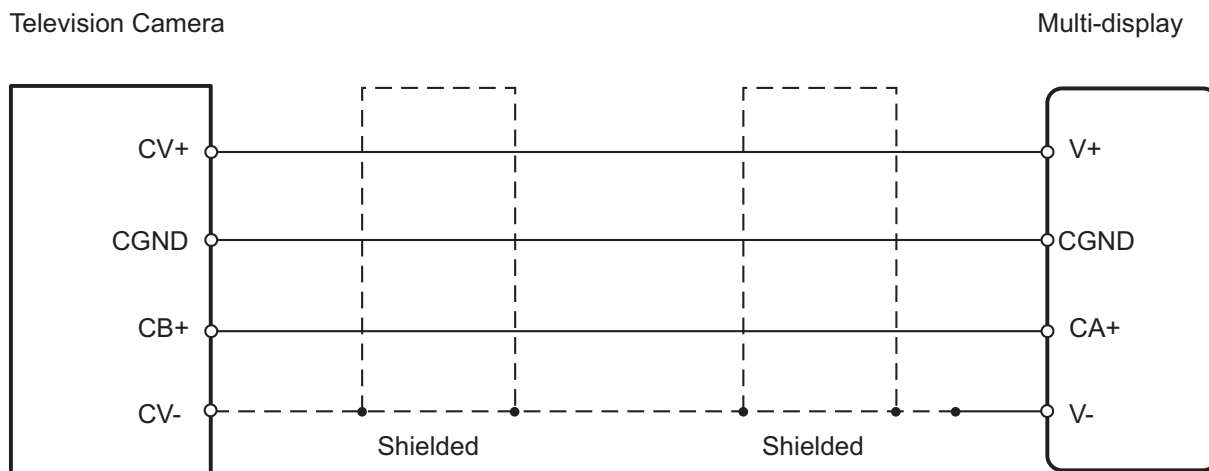 Television Camera
Multi-display
CV+
V+
CGND
CGND
CB+
CA+
CV-
V-
Shielded
Shielded